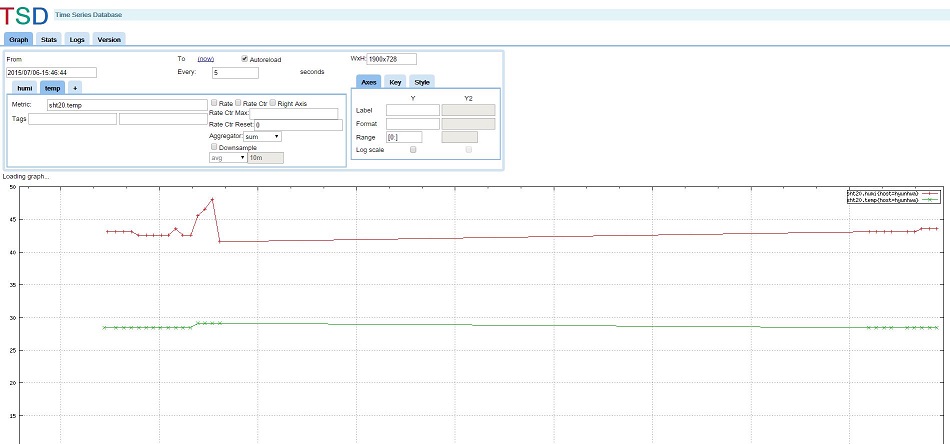 TSD Time Series Database
Graph Stats Logs Version
From To (now) Autoreload WxH: 1900x728
2015/07/06-15:46:44 Every: 5 seconds
humi temp + Axes Key Style
Metric: sht20.temp Rate Rate Ctr Right Axis Y Y2
Tags Rate Ctr Max: Label
Rate Ctr Reset: 0 Format
Aggregator: sum Range [0:]
Downsample Log scale
avg 10m
Loading graph...
50
sht20.humi{host=hyunhwa}
sht20.temp{host=hyunhwa}
45
40
35
30
25
20
15